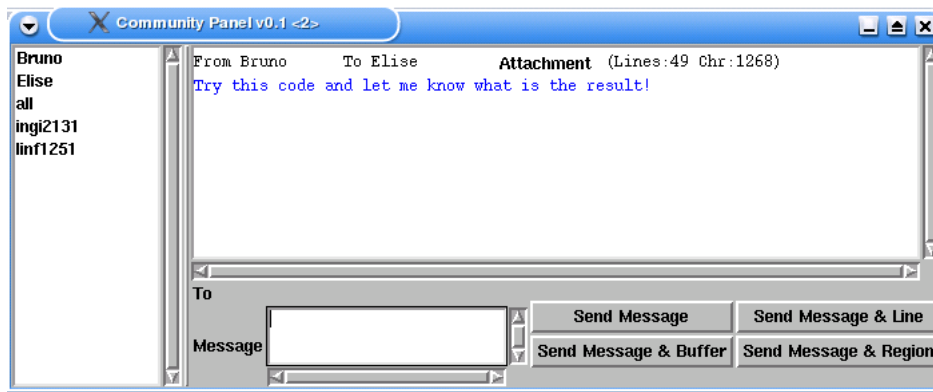 Community Panel v0.1 <2>
Bruno
Elise
all
ingi2131
linf1251
From Bruno To Elise Attachment (Lines:49 Chr:1268)
Try this code and let me know what is the result!
To
Message
Send Message Send Message & Line
Send Message & Buffer Send Message & Region